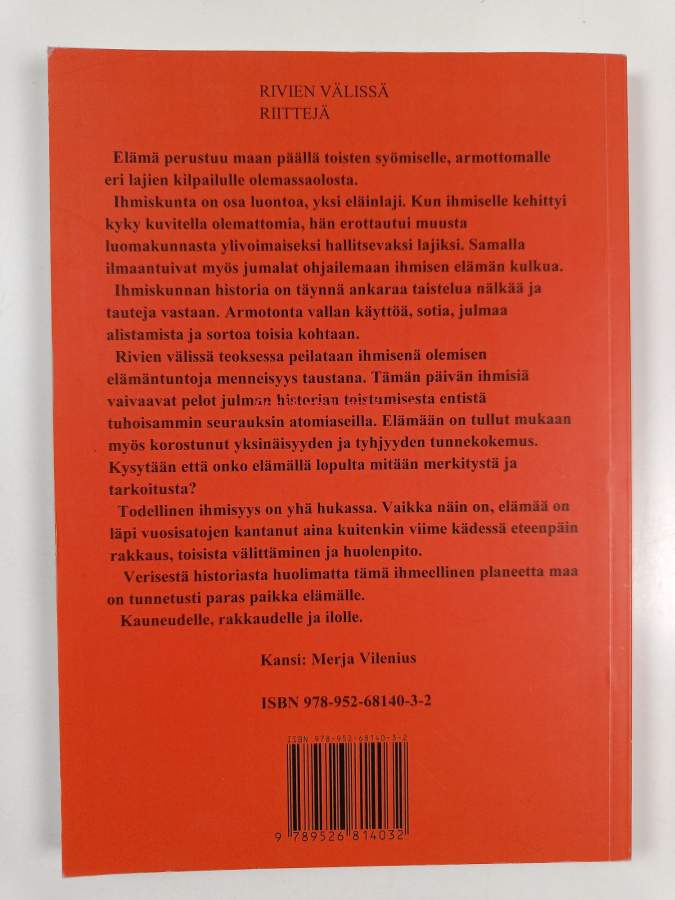 RIVIEN VÄLISSÄ
RIITTEJÄ
Elämä perustuu maan päällä toisten syömiselle, armottomalle
eri lajien kilpailulle olemassaolosta.
Ihmiskunta on osa luontoa, yksi eläinlaji. Kun ihmiselle kehittyi
kyky kuvitella olemattomia, hän erottautui muusta
luomakunnasta ylivoimaiseksi hallitsevaksi lajiksi. Samalla
ilmaantuivat myös jumalat ohjailemaan ihmisen elämän kulkua.
Ihmiskunnan historia on täynnä ankaraa taistelua nälkää ja
tauteja vastaan. Armotonta vallan käyttöä, sotia, julmaa
alistamista ja sortoa toisia kohtaan.
Rivien välissä teoksessa peilataan ihmisenä olemisen
elämäntuntoja menneisyys taustana. Tämän päivän ihmisiä
vaivaavat pelot julman historian toistumisesta entistä
tuhoisammin seurauksin atomiaseilla. Elämään on tullut mukaan
myös korostunut yksinäisyyden ja tyhjyyden tunnekokemus.
Kysytään että onko elämällä lopulta mitään merkitystä ja
tarkoitusta?
Todellinen ihmisyys on yhä hukassa. Vaikka näin on, elämää on
läpi vuosisatojen kantanut aina kuitenkin viime kädessä eteenpäin
rakkaus, toisista välittäminen ja huolenpito.
Verisestä historiasta huolimatta tämä ihmeellinen planeetta maa
on tunnetusti paras paikka elämälle.
Kauneudelle, rakkaudelle ja ilolle.
Kansi: Merja Vilenius
ISBN 978-952-68140-3-2
ISBN 978-952-68140-3-2
9 789526 814032